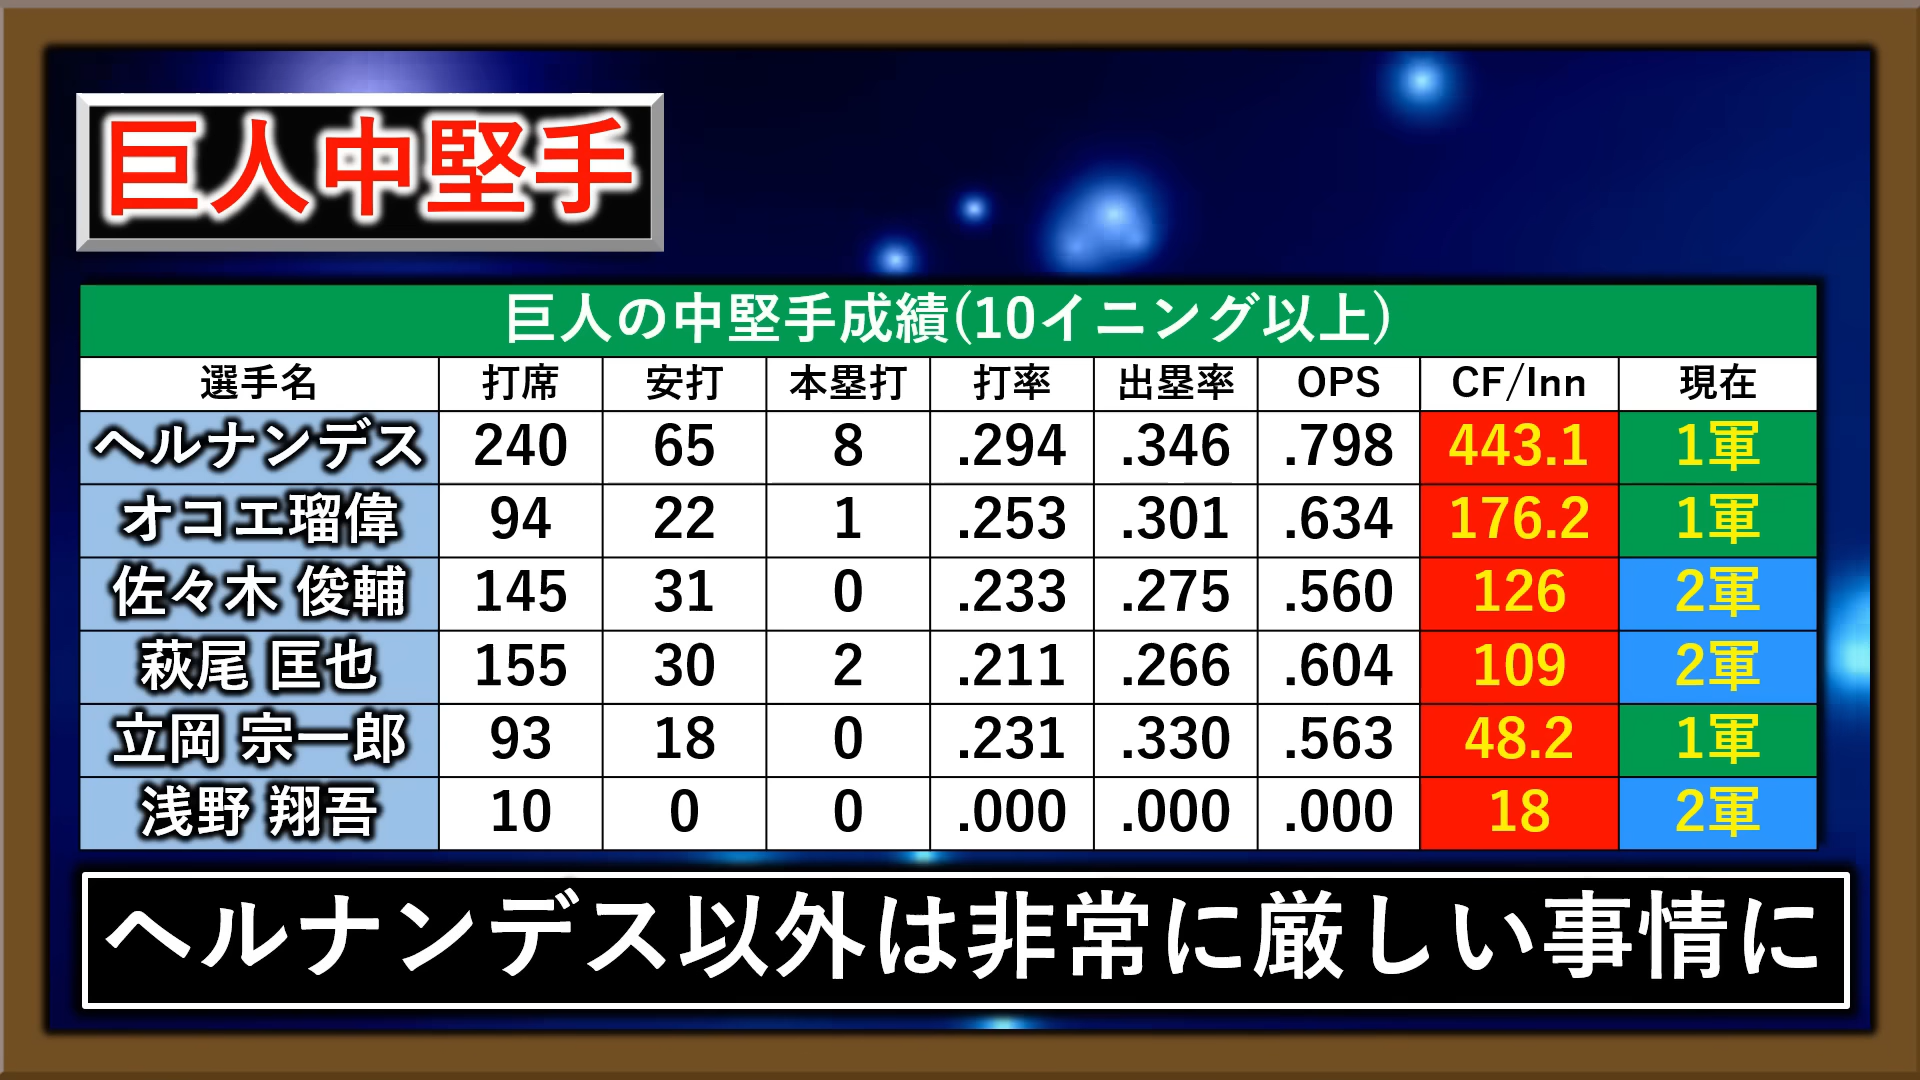 巨人中堅手
巨人の中堅手成績(10イニング以上)
選手名 打席 安打 本塁打 打率 出塁率 OPS CF/Inn 現在
ヘルナンデス 240 65 8 .294 .346 .798 443.1 1軍
オコエ瑠偉 94 22 1 .253 .301 .634 176.2 1軍
佐々木 俊輔 145 31 0 .233 .275 .560 126 2軍
萩尾 匡也 155 30 2 .211 .266 .604 109 2軍
立岡 宗一郎 93 18 0 .231 .330 .563 48.2 1軍
浅野 翔吾 10 0 0 .000 .000 .000 18 2軍
ヘルナンデス以外は非常に厳しい事情に